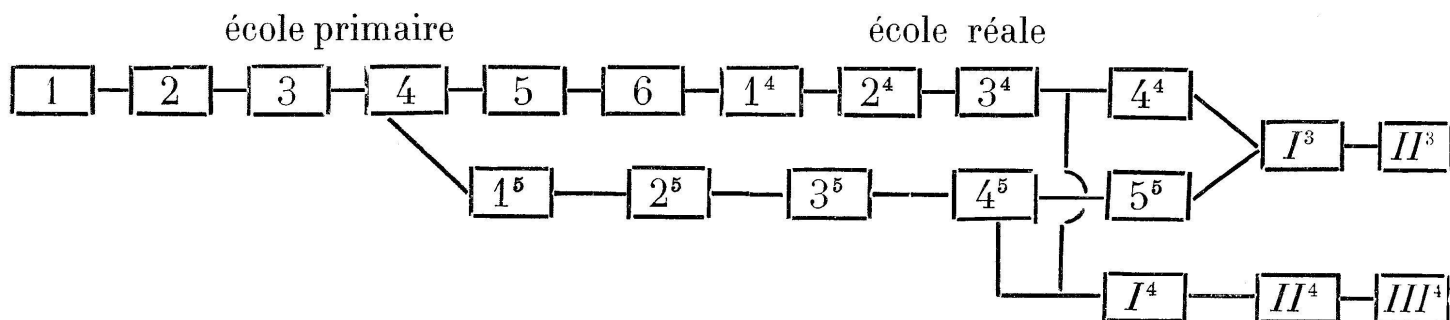 école primaire école réale
1 2 3 4 5 6 1⁴ 2⁴ 3⁴ 4⁴
I³ II³
1⁵ 2⁵ 3⁵ 4⁵ 5⁵
I⁴ II⁴ III⁴